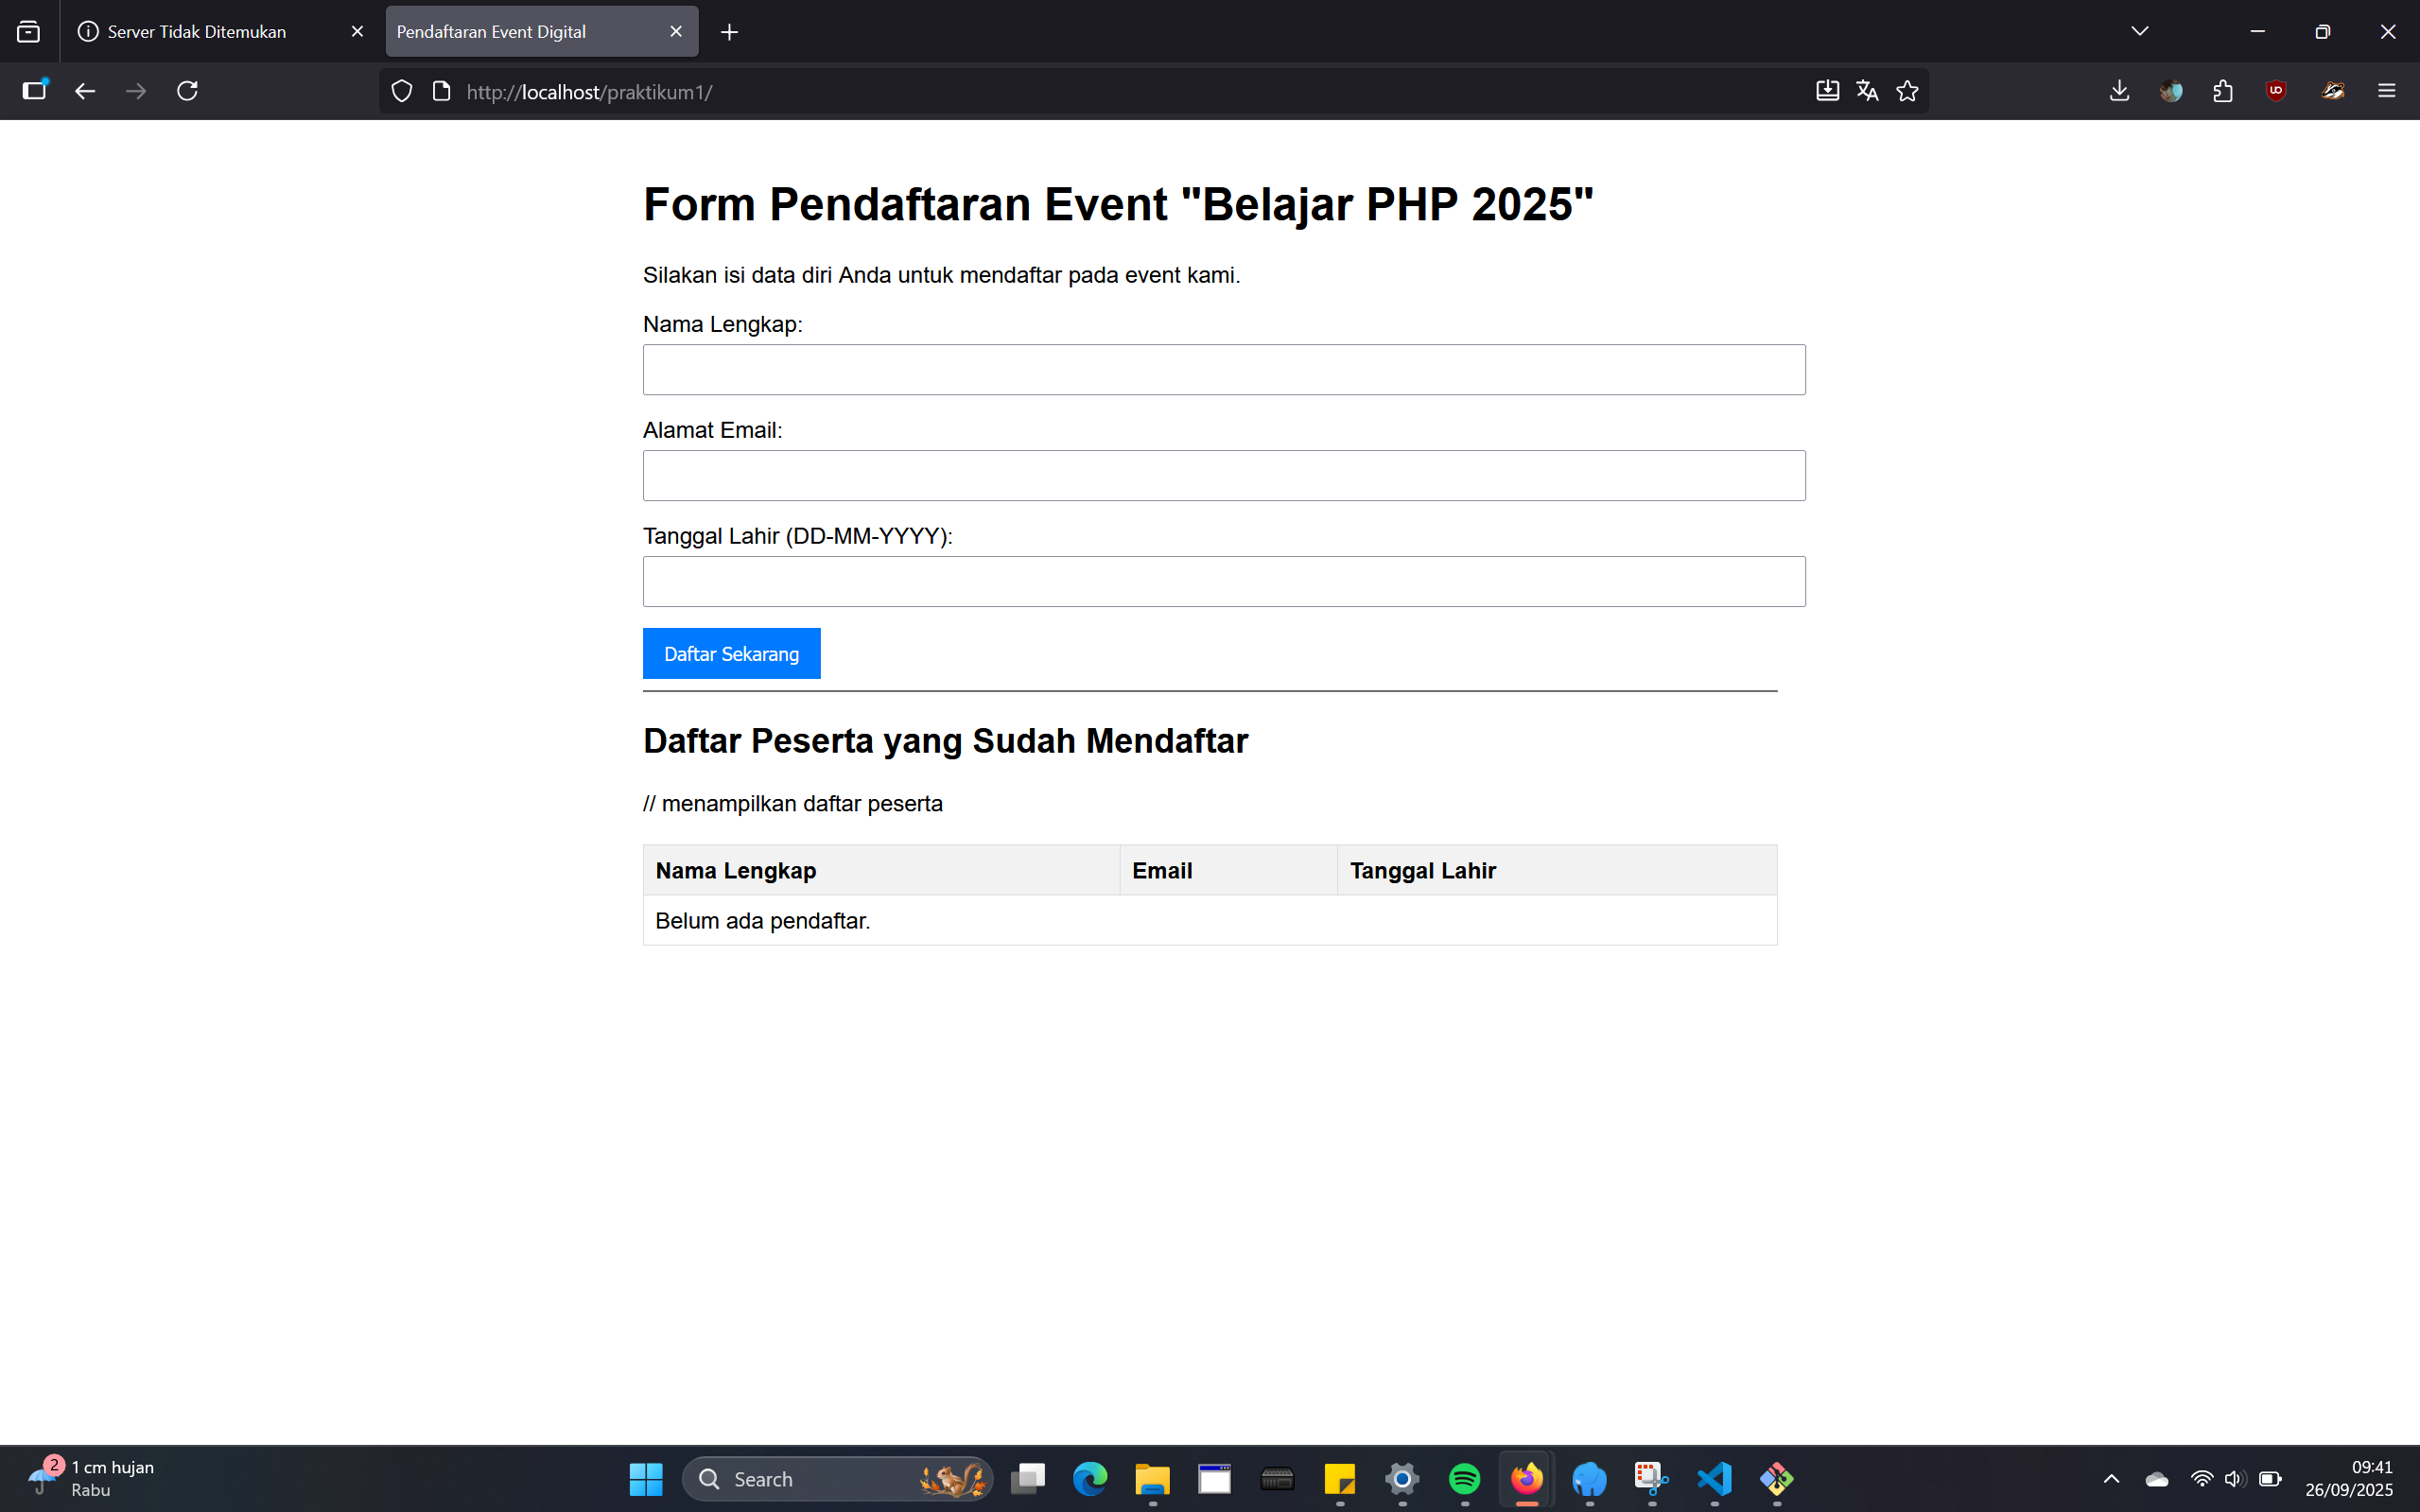 Server Tidak Ditemukan
Pendaftaran Event Digital
http://localhost/praktikum1/
Form Pendaftaran Event "Belajar PHP 2025"
Silakan isi data diri Anda untuk mendaftar pada event kami.
Nama Lengkap:
Alamat Email:
Tanggal Lahir (DD-MM-YYYY):
Daftar Sekarang
Daftar Peserta yang Sudah Mendaftar
// menampilkan daftar peserta
Nama Lengkap Email Tanggal Lahir
Belum ada pendaftar.
2
1 cm hujan
Rabu
Search
09:41
26/09/2025